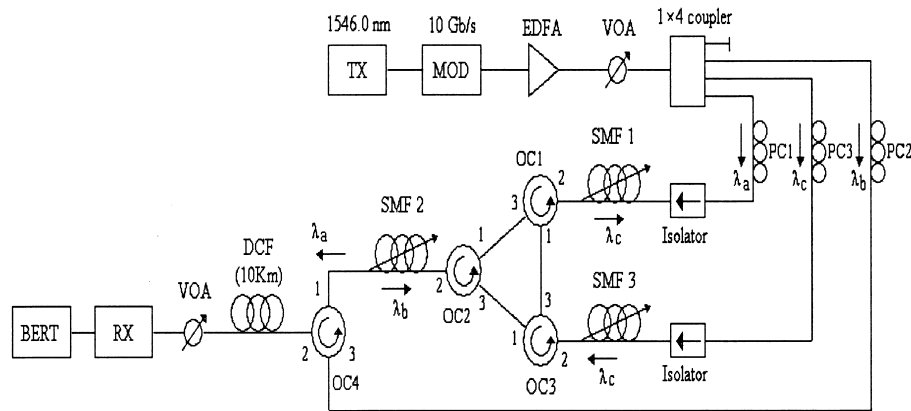 1546.0 nm
10 Gb/s
EDFA
VOA
1×4 coupler
TX
MOD
PC1
PC3
PC2
λa
λc
λb
SMF 1
OC1
2
3
1
λc
Isolator
SMF 2
λa
λb
1
2
3
OC2
SMF 3
3
1
2
OC3
λc
Isolator
DCF
(10Km)
VOA
BERT
RX
1
2
3
OC4